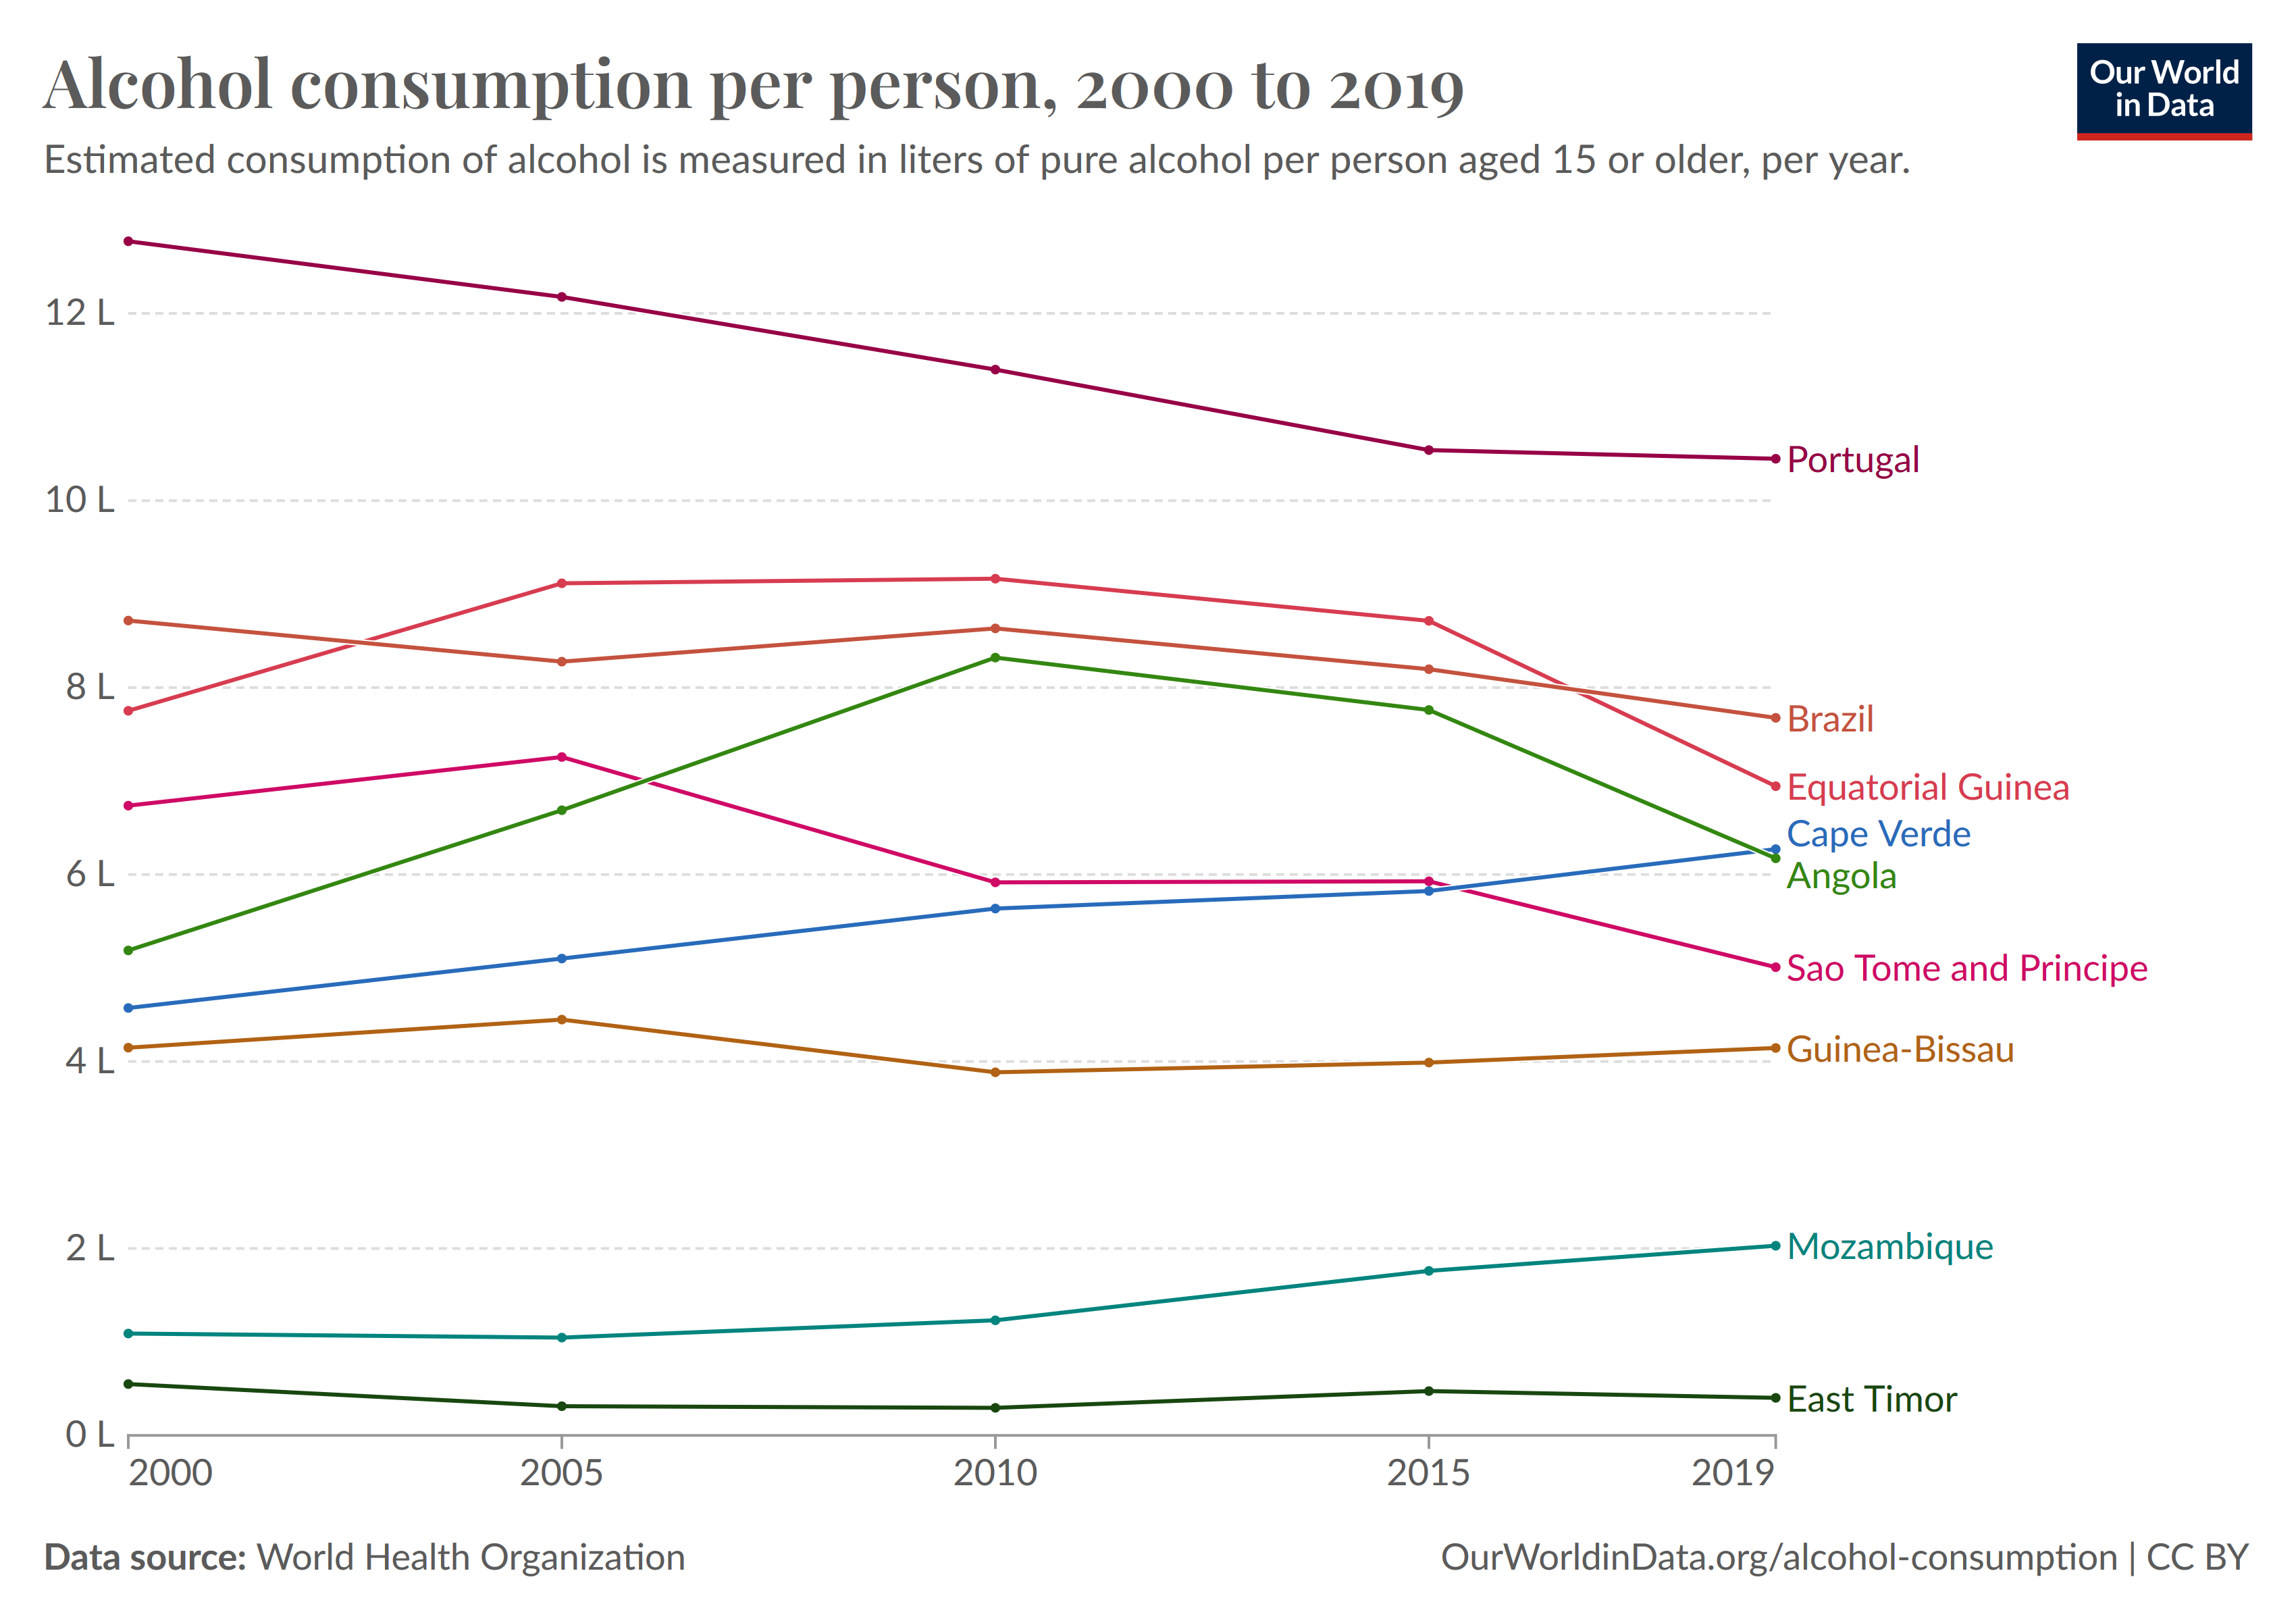 Alcohol consumption per person, 2000 to 2019
Our World
in Data
Estimated consumption of alcohol is measured in liters of pure alcohol per person aged 15 or older, per year.
12 L
10 L
8 L
6 L
4 L
2 L
0 L
Portugal
Brazil
Equatorial Guinea
Cape Verde
Angola
Sao Tome and Principe
Guinea-Bissau
Mozambique
East Timor
2000
2005
2010
2015
2019
Data source: World Health Organization
OurWorldinData.org/alcohol-consumption | CC BY